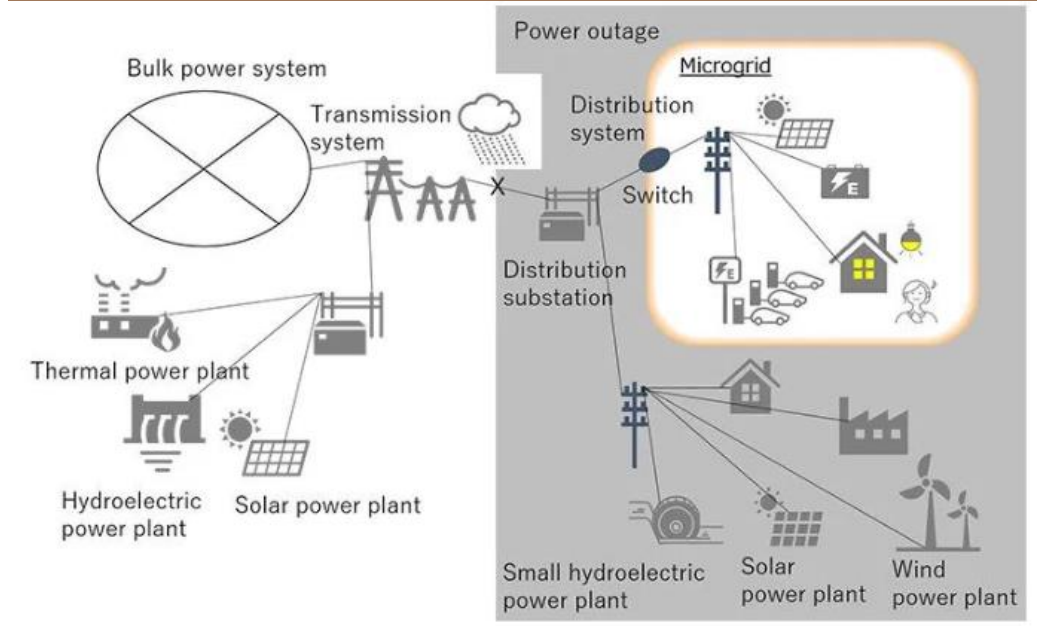 Power outage
Bulk power system
Microgrid
Transmission
system
Distribution
system
Switch
E
E
Distribution
substation
Thermal power plant
Hydroelectric
power plant
Solar power plant
Small hydroelectric
power plant
Solar
power plant
Wind
power plant